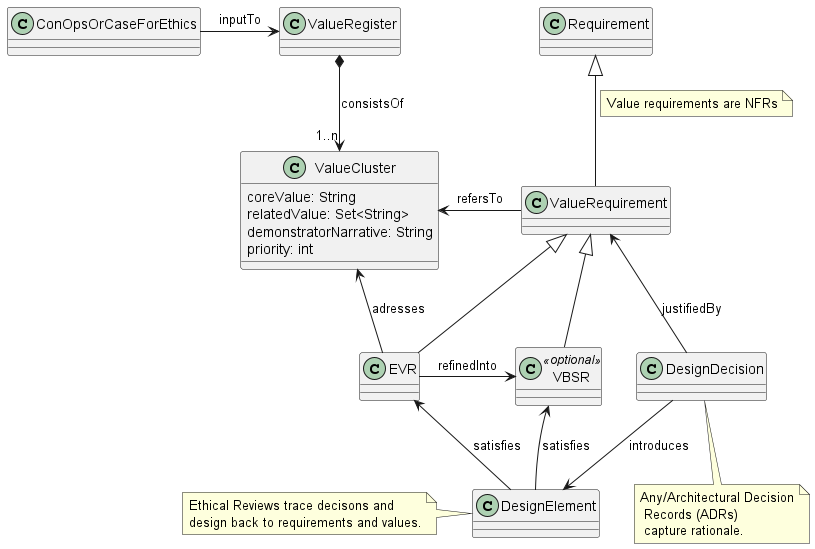 C ConOpsOrCaseForEthics
inputTo
C ValueRegister
C Requirement
consistsOf
Value requirements are NFRs
1..n
C ValueCluster
coreValue: String
relatedValue: Set<String>
demonstratorNarrative: String
priority: int
refersTo
C ValueRequirement
adresses
justifiedBy
C EVR
refinedInto
C «optional»
VBSR
C DesignDecision
satisfies
satisfies
introduces
Ethical Reviews trace decisons and
design back to requirements and values.
C DesignElement
Any/Architectural Decision
Records (ADRs)
capture rationale.